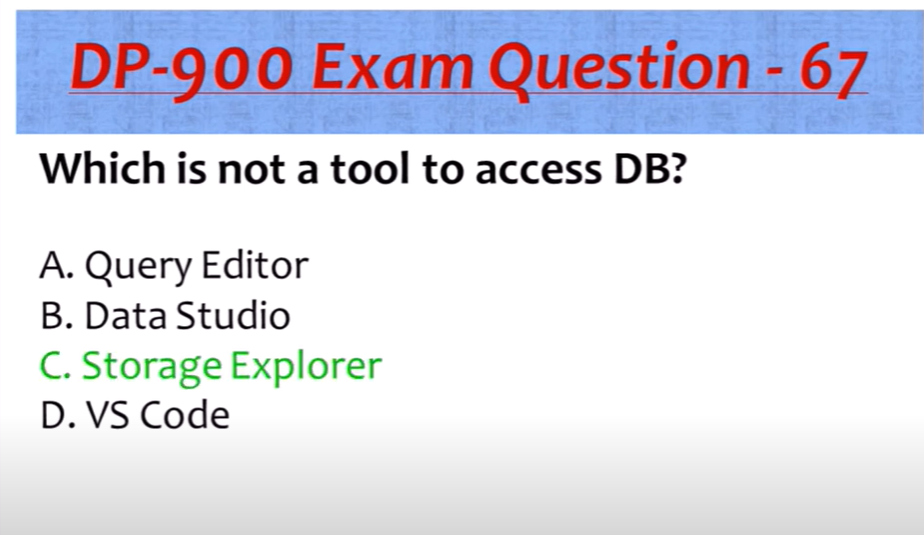 DP-900 Exam Question - 67
Which is not a tool to access DB?
A. Query Editor
B. Data Studio
C. Storage Explorer
D. VS Code